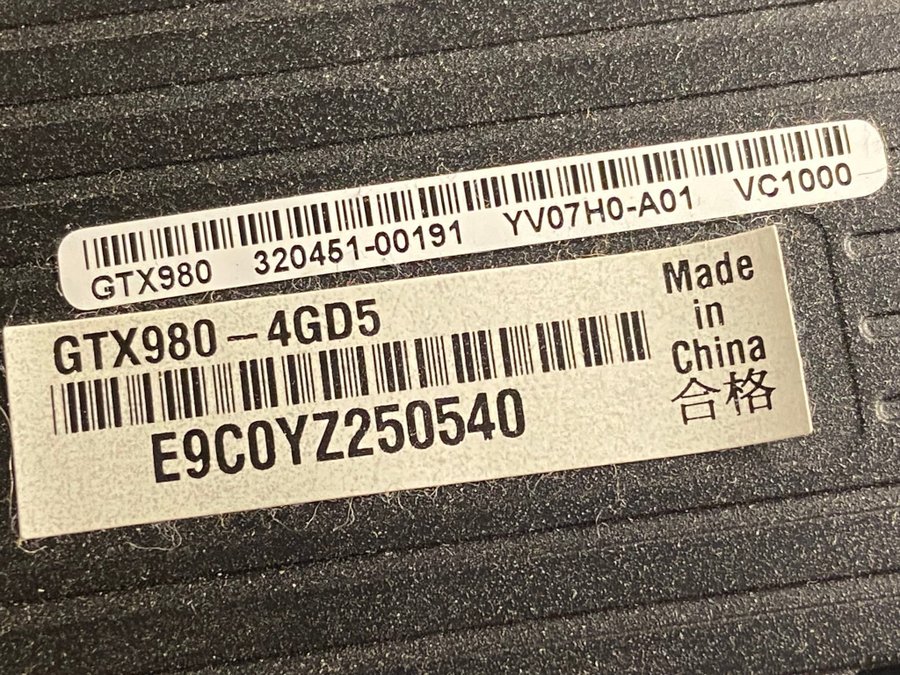 GTX980 320451-00191 YV07H0-A01 VC1000
GTX980-4GD5
E9C0YZ250540
Made
in
China
合格